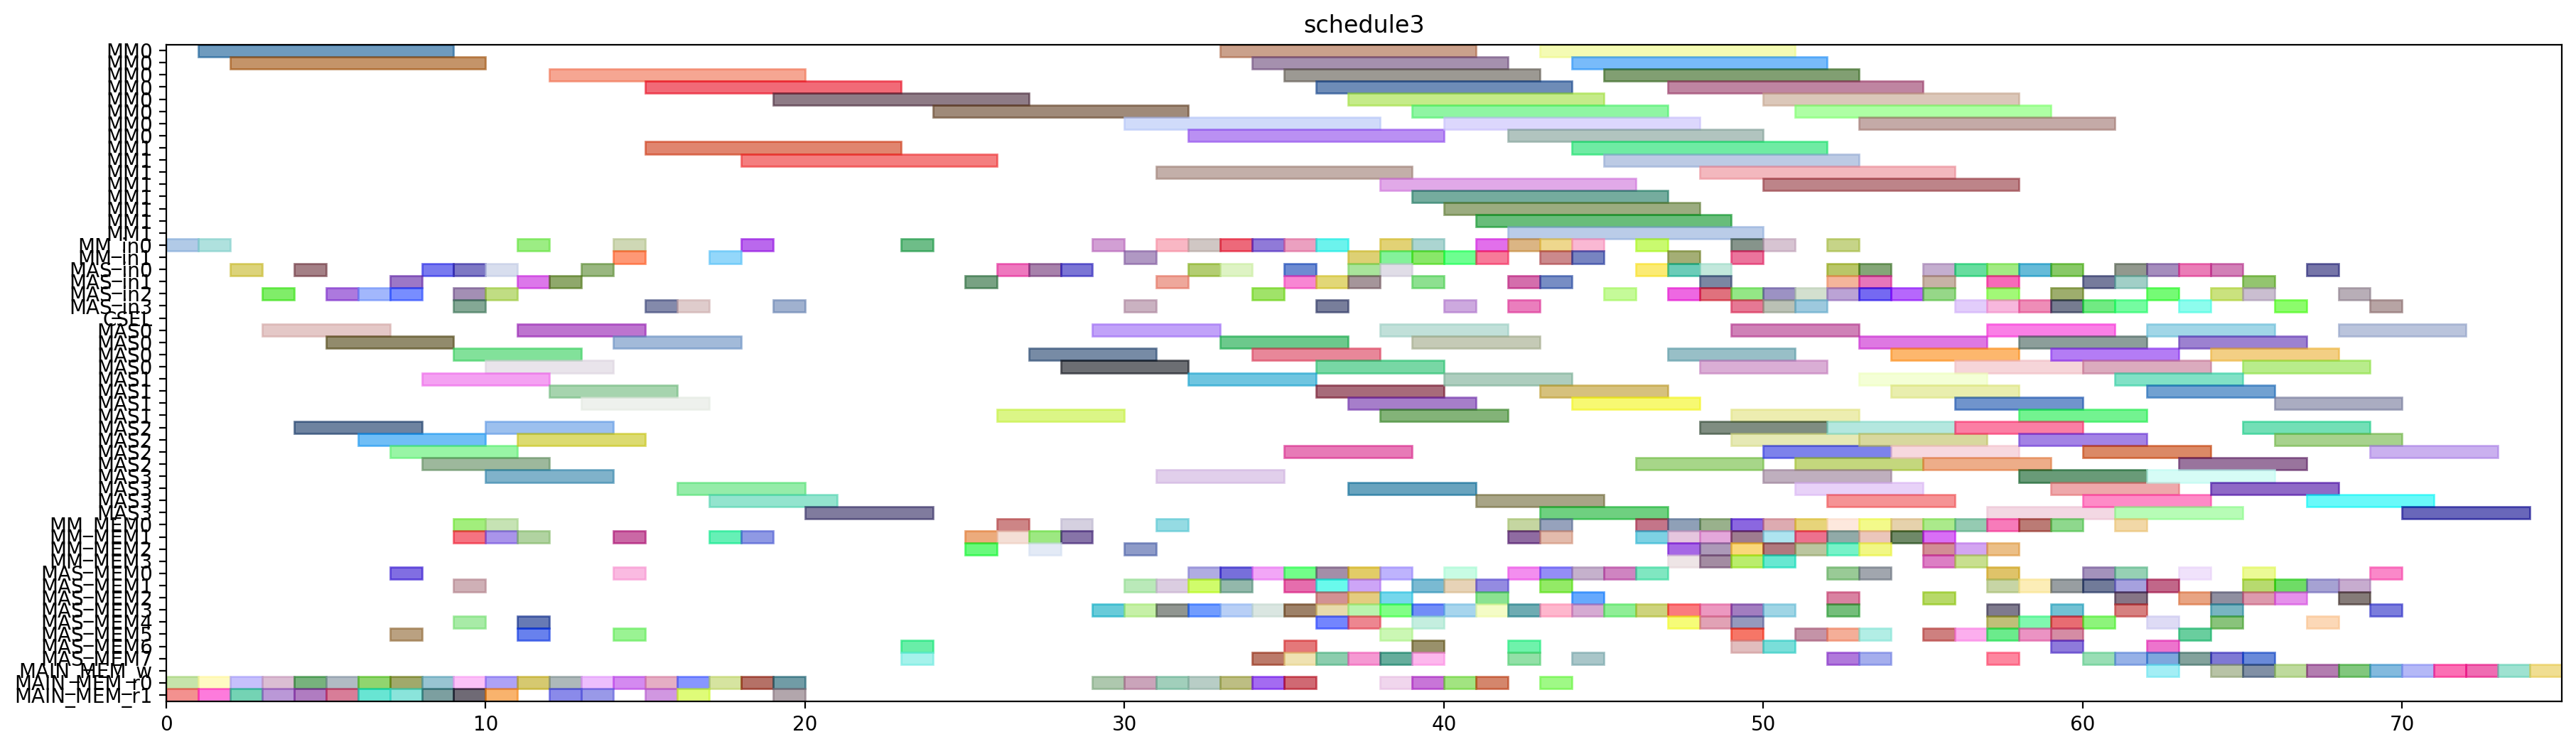 schedule3
MM0
MM0
MM0
MM0
MM0
MM0
MM0
MM0
MM1
MM1
MM1
MM1
MM1
MM1
MM1
MM1
MM_in0
MM_in1
MAS_in0
MAS_in1
MAS_in2
MAS_in3
CSEL
MAS0
MAS0
MAS0
MAS0
MAS1
MAS1
MAS1
MAS1
MAS2
MAS2
MAS2
MAS2
MAS3
MAS3
MAS3
MAS3
MM_MEM0
MM_MEM1
MM_MEM2
MM_MEM3
MAS_MEM0
MAS_MEM1
MAS_MEM2
MAS_MEM3
MAS_MEM4
MAS_MEM5
MAS_MEM6
MAS_MEM7
MAIN_MEM_w
MAIN_MEM_r0
MAIN_MEM_r1
0 10 20 30 40 50 60 70